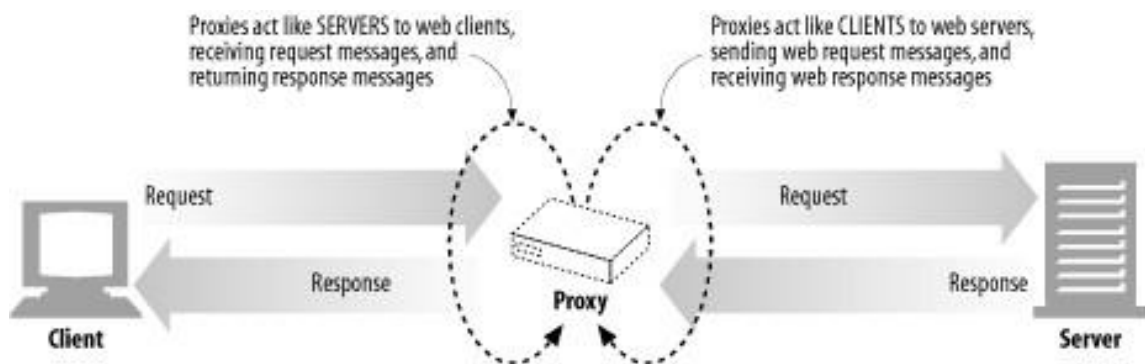 Proxies act like SERVERS to web clients,
receiving request messages, and
returning response messages
Proxies act like CLIENTS to web servers,
sending web request messages, and
receiving web response messages
Request
Request
Response
Response
Proxy
Client
Server